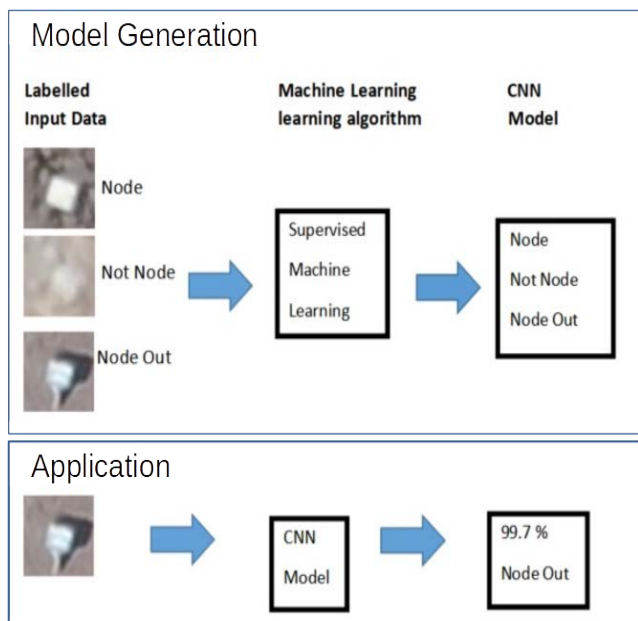 Model Generation
Labelled
Input Data
Machine Learning
learning algorithm
CNN
Model
Node
Not Node
Node Out
Supervised
Machine
Learning
Node
Not Node
Node Out
Application
CNN
Model
99.7 %
Node Out